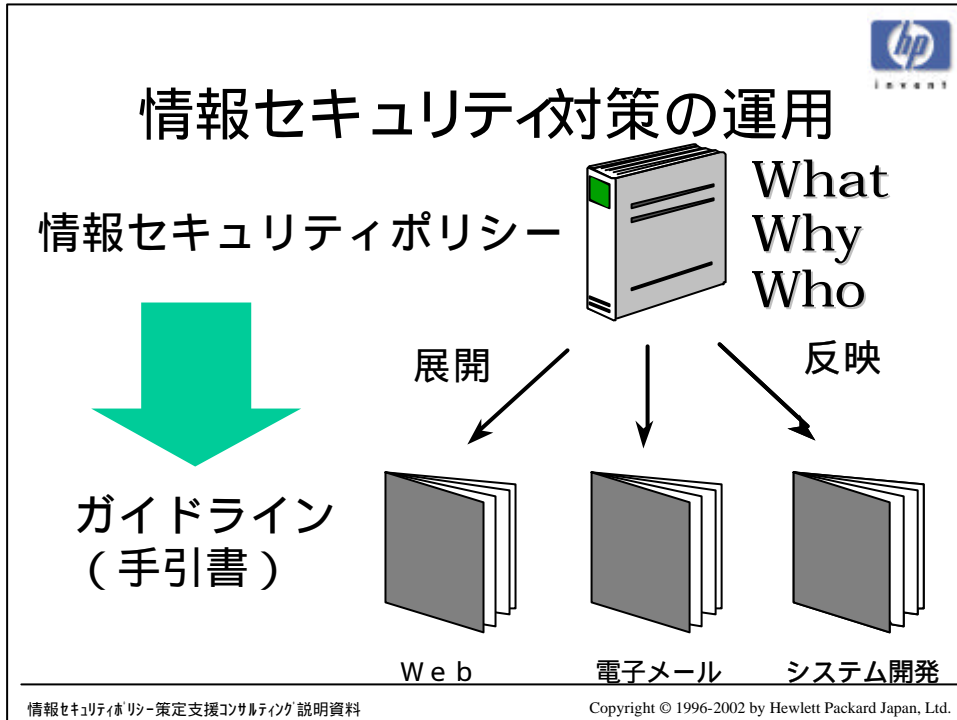 hp
invent
情報セキュリティ対策の運用
What
Why
Who
情報セキュリティポリシー
展開
反映
ガイドライン
(手引書)
Web
電子メール
システム開発
情報ｾｷｭﾘﾃｨﾎﾟﾘｼｰ策定支援ｺﾝｻﾙﾃｨﾝｸﾞ説明資料
Copyright © 1996-2002 by Hewlett Packard Japan, Ltd.